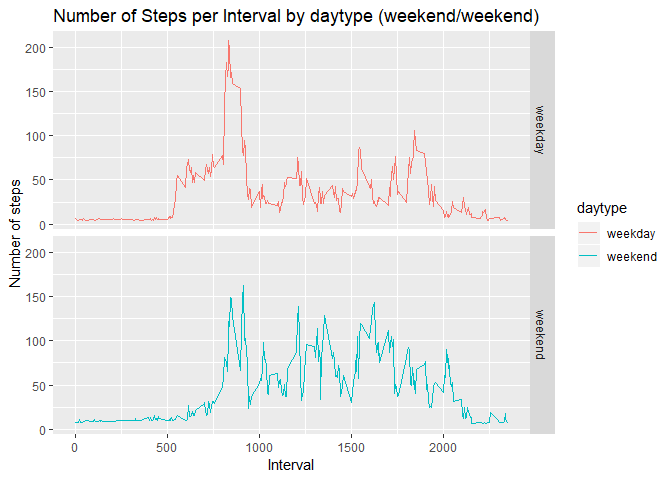 Number of Steps per Interval by daytype (weekend/weekend)
200
150
100
50
0
weekday
200
150
100
50
0
weekend
Number of steps
0
500
1000
1500
2000
Interval
daytype
weekday
weekend